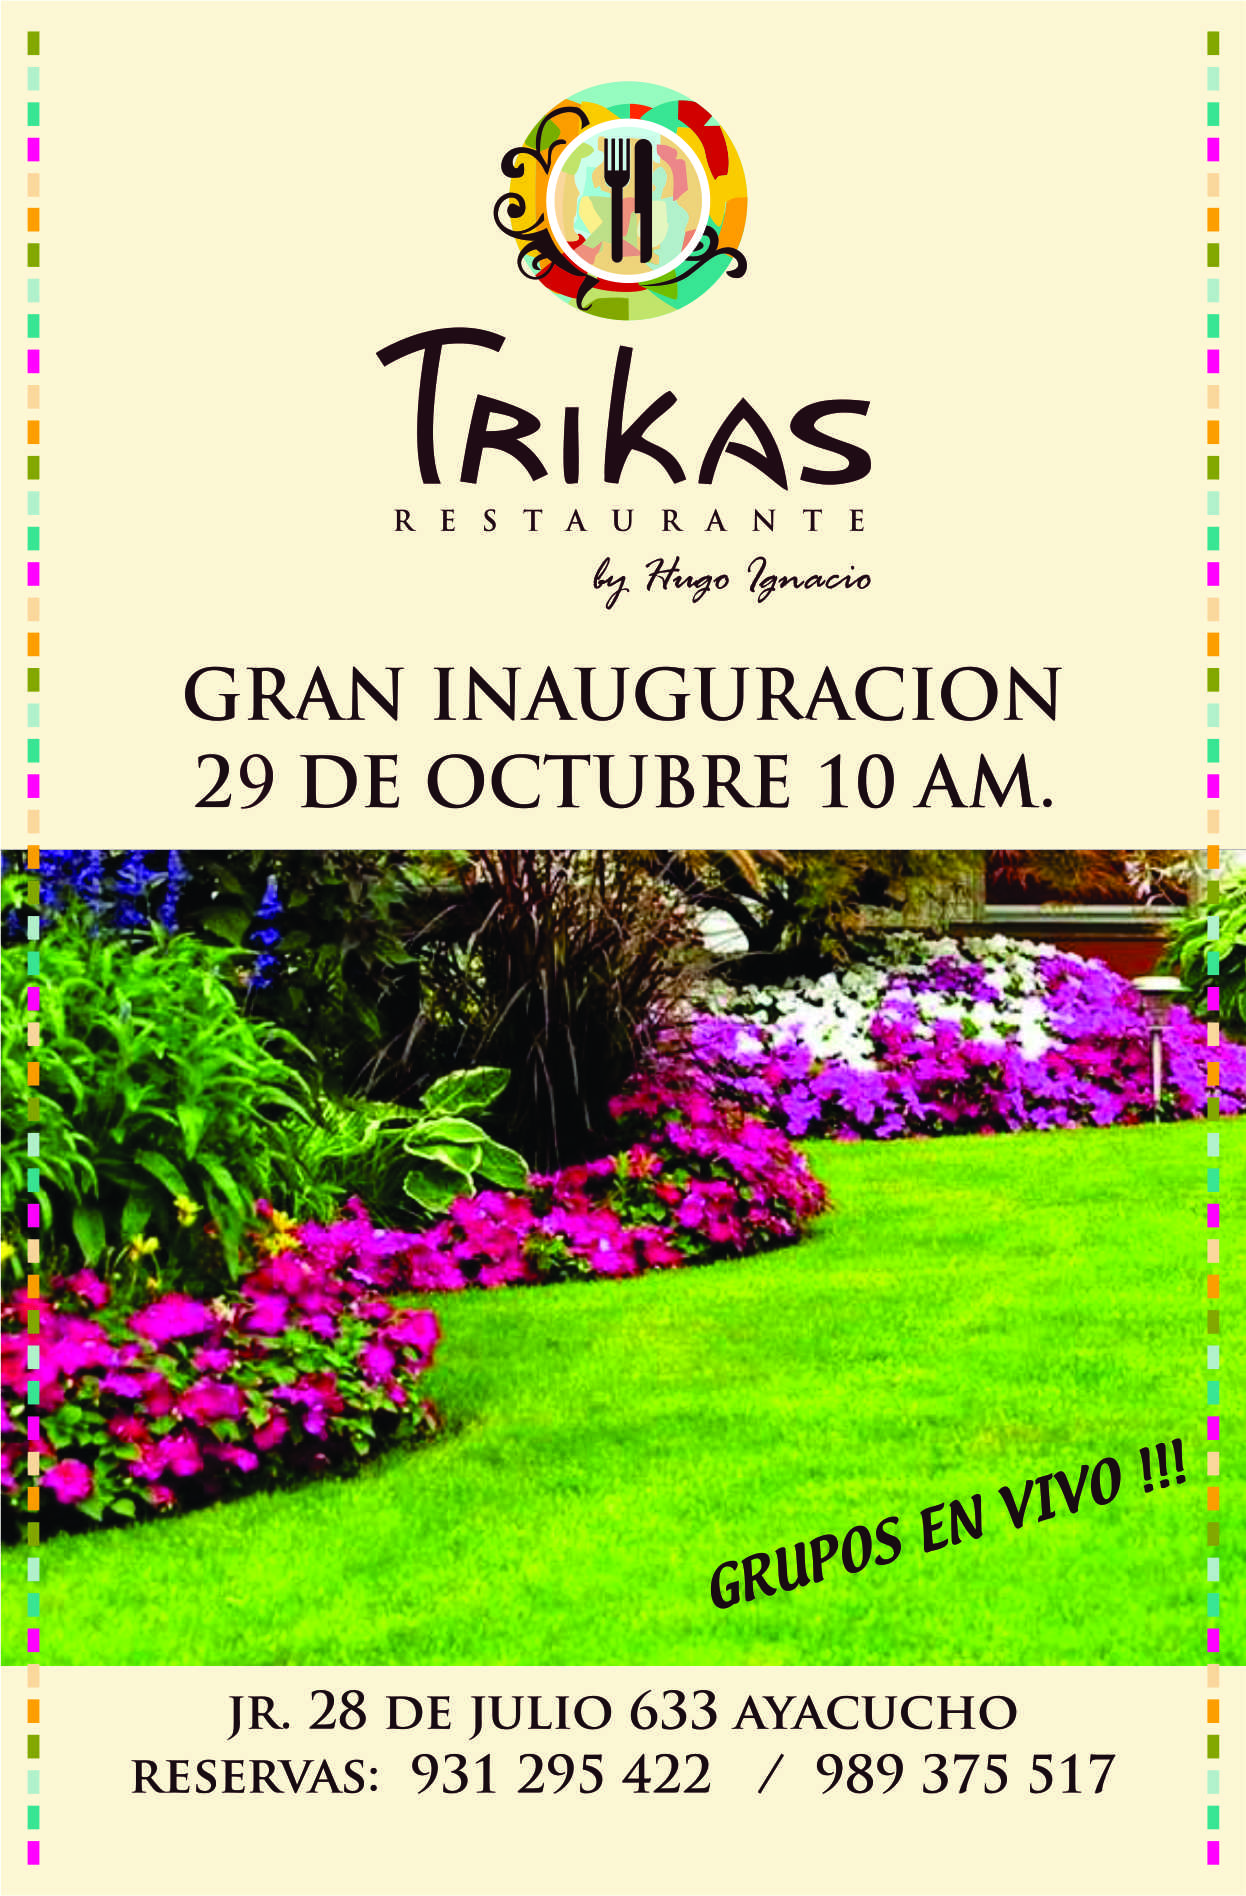 TRIKAS
RESTAURANTE
by Hugo Ignacio
GRAN INAUGURACION
29 DE OCTUBRE 10 AM.
GRUPOS EN VIVO !!!
JR. 28 DE JULIO 633 AYACUCHO
RESERVAS: 931 295 422 / 989 375 517